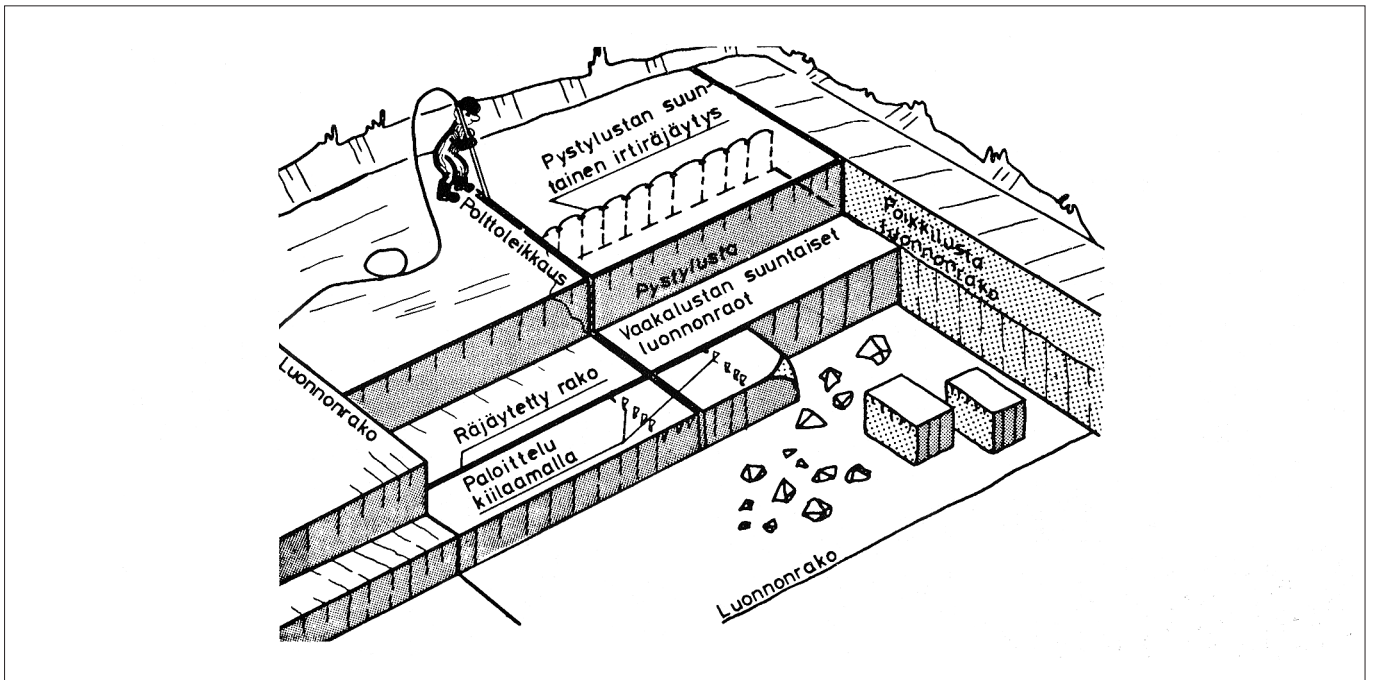 Pystylustan suun-
tainen irtiräjäytys
Polttoleikkaus
Poikkilusta
luonnonrako
Pystylusta
Vaakalustan suuntaiset
luonnonraot
Luonnonrako
Räjäytetty rako
Paloittelu
kiilaamalla
Luonnonrako